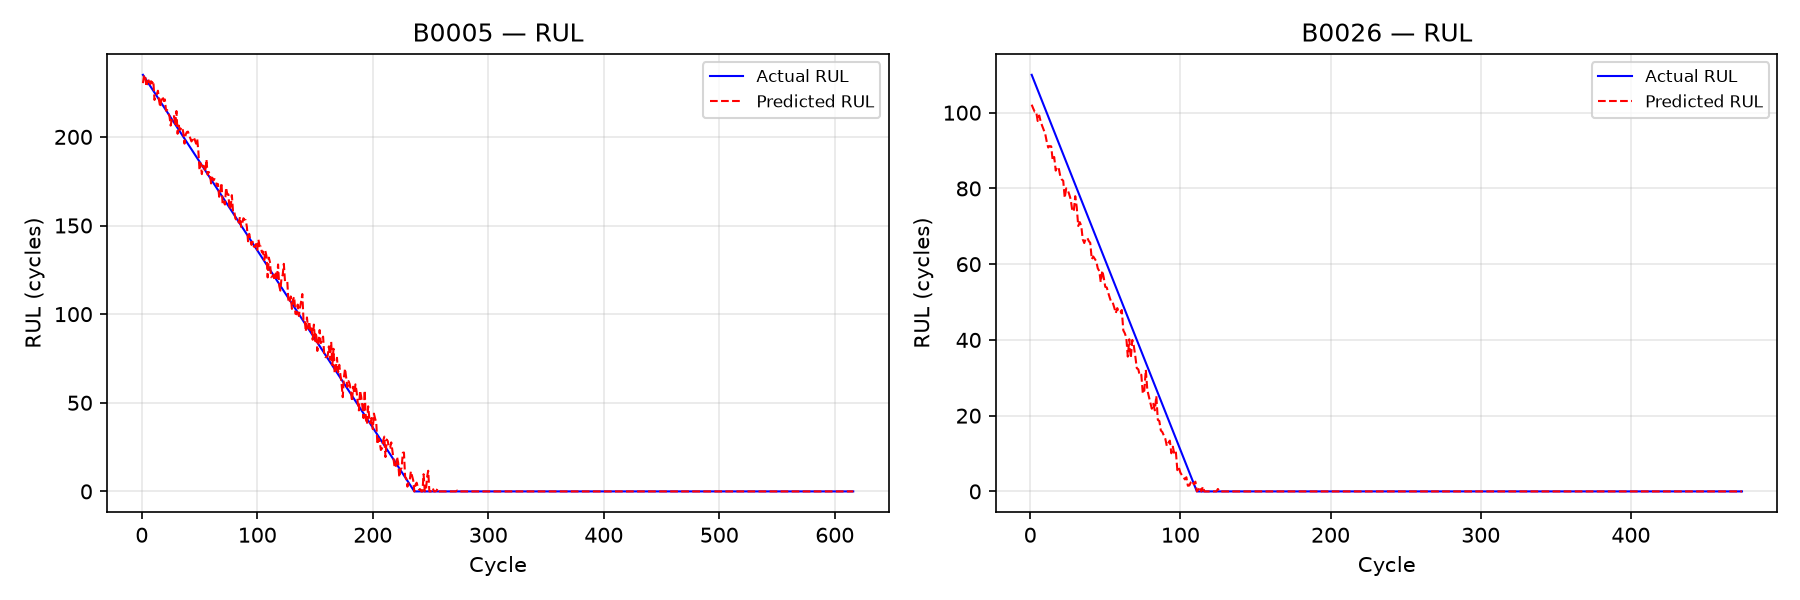 B0005 — RUL
Actual RUL
Predicted RUL
RUL (cycles)
200
150
100
50
0
0 100 200 300 400 500 600
Cycle
B0026 — RUL
Actual RUL
Predicted RUL
RUL (cycles)
100
80
60
40
20
0
0 100 200 300 400
Cycle